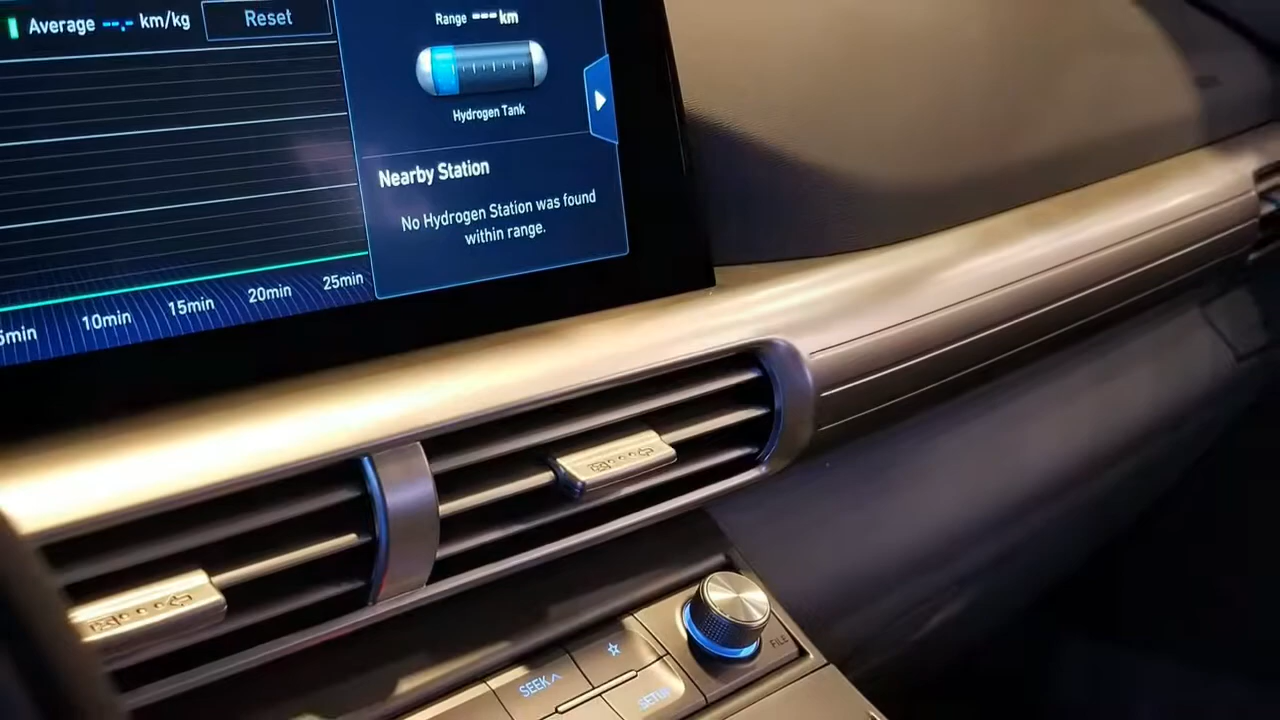 Average --.- km/kg
Reset
Range --- km
Hydrogen Tank
Nearby Station
No Hydrogen Station was found
within range.
5min 10min 15min 20min 25min
SEEK
SETUP
FILE